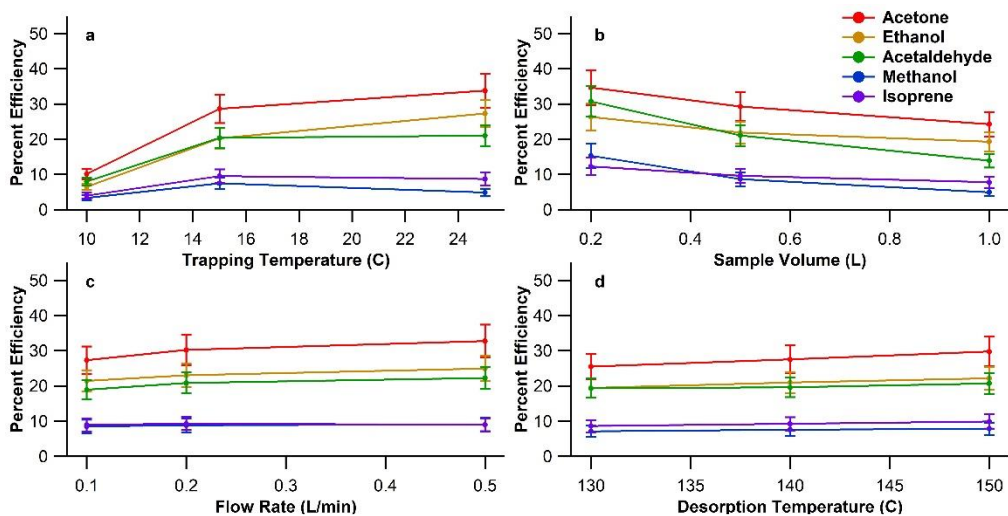 a
Percent Efficiency
50
40
30
20
10
0
10
12
14
16
18
20
22
24
Trapping Temperature (C)
b
Percent Efficiency
50
40
30
20
10
0
0.2
0.4
0.6
0.8
1.0
Sample Volume (L)
Acetone
Ethanol
Acetaldehyde
Methanol
Isoprene
c
Percent Efficiency
50
40
30
20
10
0
0.1
0.2
0.3
0.4
0.5
Flow Rate (L/min)
d
Percent Efficiency
50
40
30
20
10
0
130
135
140
145
150
Desorption Temperature (C)